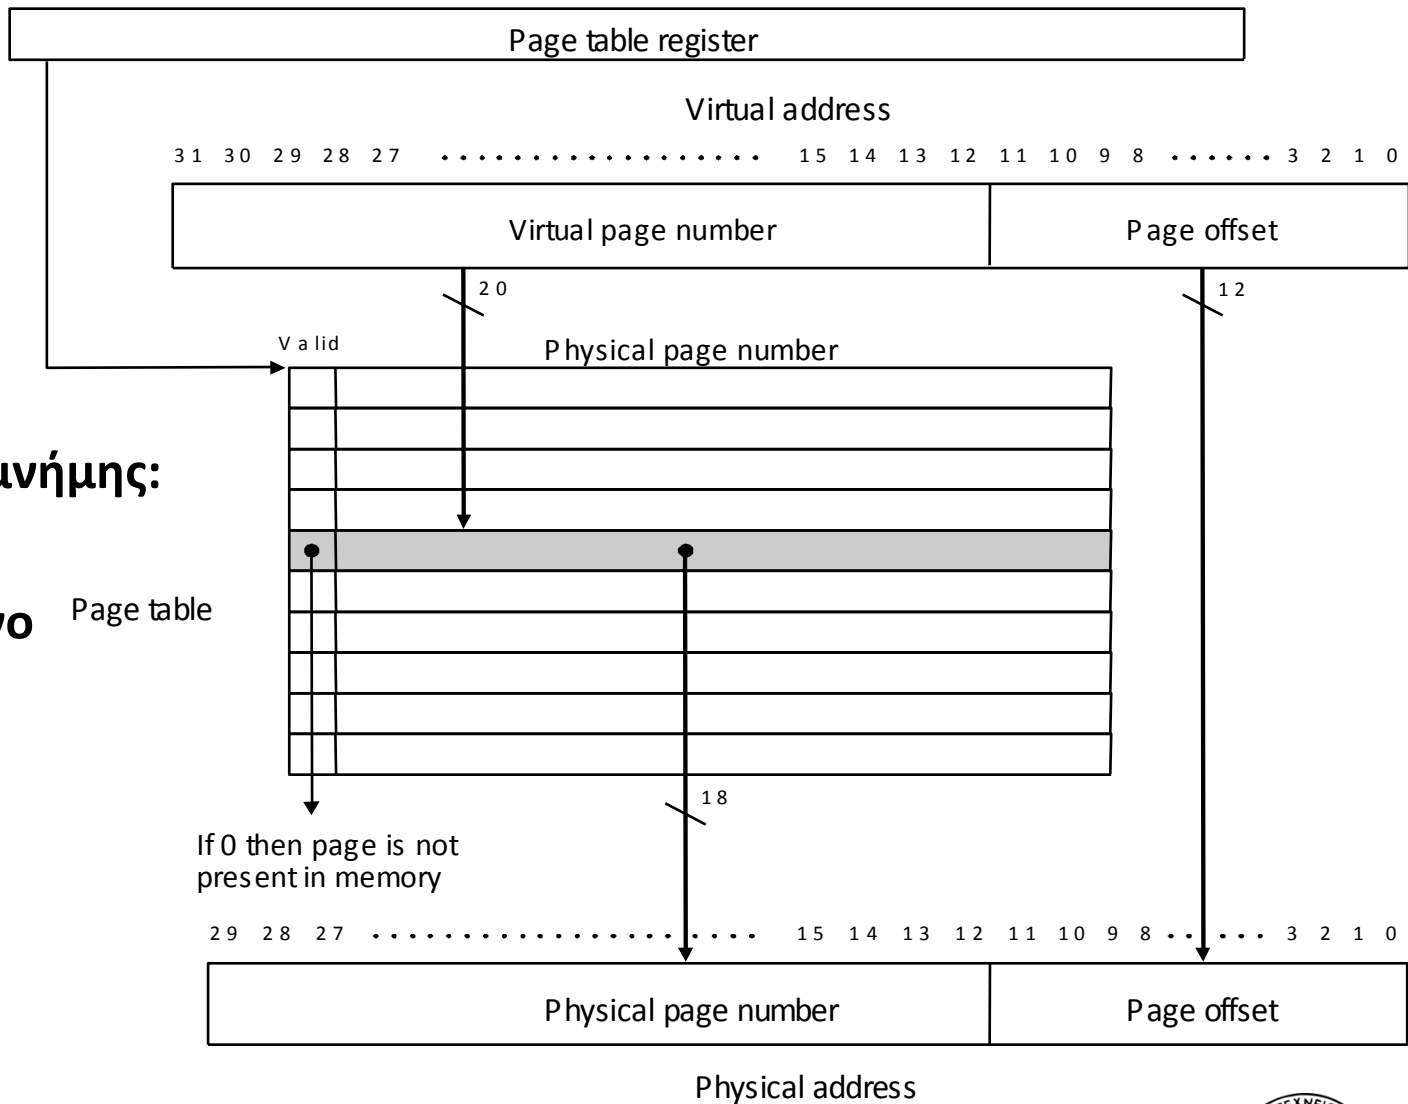 Page table register
Virtual address
31 30 29 28 27 .................. 15 14 13 12 11 10 9 8 ...... 3 2 1 0
Virtual page number Page offset
20 12
Valid Physical page number
Page table
18
If 0 then page is not
present in memory
29 28 27 ...................... 15 14 13 12 11 10 9 8 ...... 3 2 1 0
Physical page number Page offset
Physical address